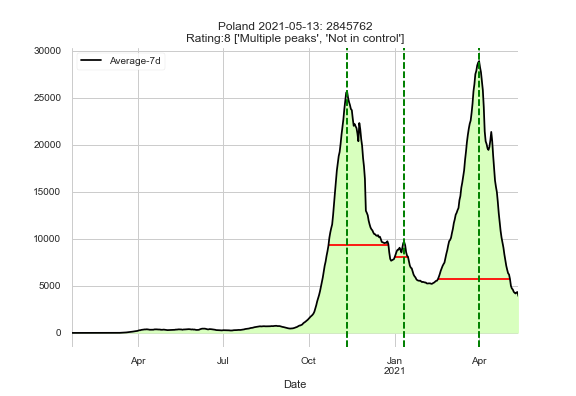 Poland 2021-05-13: 2845762
Rating:8 ['Multiple peaks', 'Not in control']
30000
Average-7d
25000
20000
15000
10000
5000
0
Apr Jul Oct Jan Apr
2021
Date